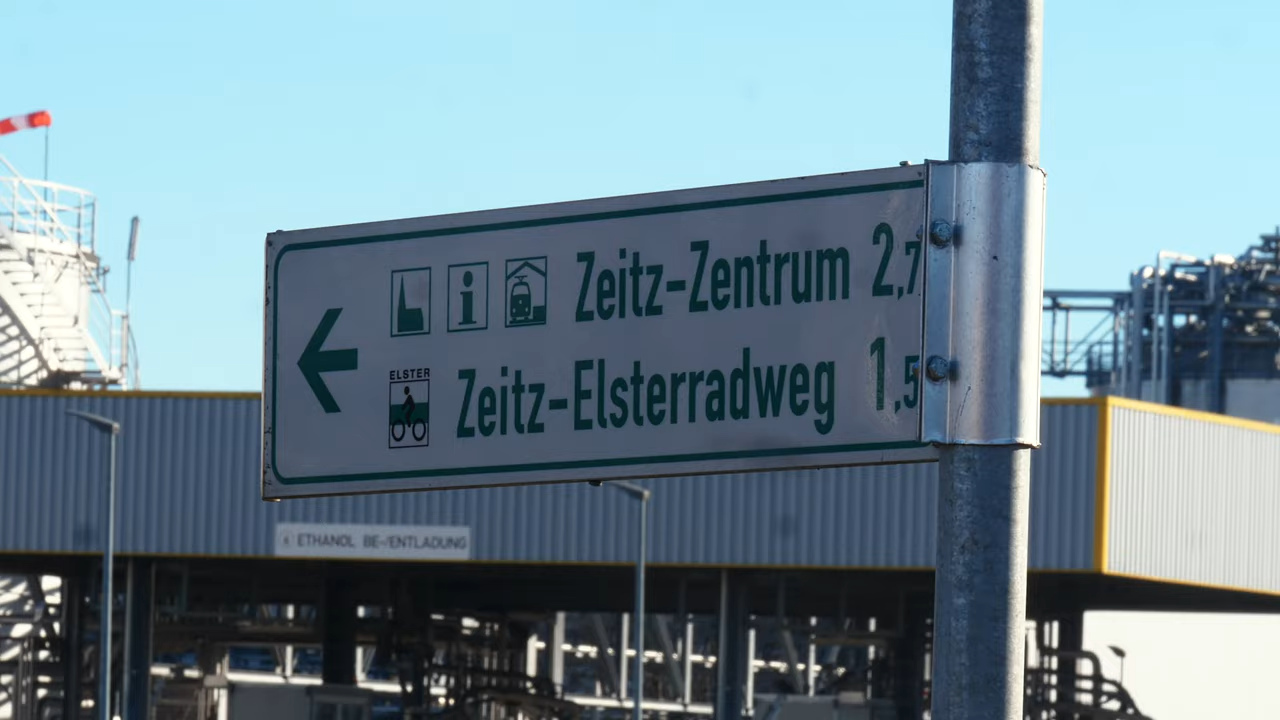 Zeitz-Zentrum 2,7
ELSTER
Zeitz-Elsterradweg 1,5
ETHANOL BE-/ENTLADUNG